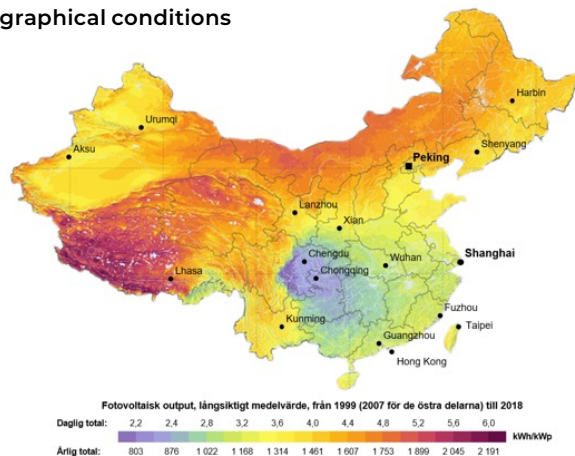 graphical conditions
Harbin
Urumqi
Shenyang
Aksu
Peking
Lanzhou
Xian
Chengdu
Wuhan
Shanghai
Chongqing
Lhasa
Fuzhou
Kunming
Taipei
Guangzhou
Hong Kong
Fotovoltaisk output, långsiktigt medelvärde, från 1999 (2007 för de östra delarna) till 2018
Daglig total: 2,2 2,4 2,8 3,2 3,6 4,0 4,4 4,8 5,2 5,6 6,0
kWh/kWp
Årlig total: 803 876 1 022 1 168 1 314 1 461 1 607 1 753 1 899 2 045 2 191